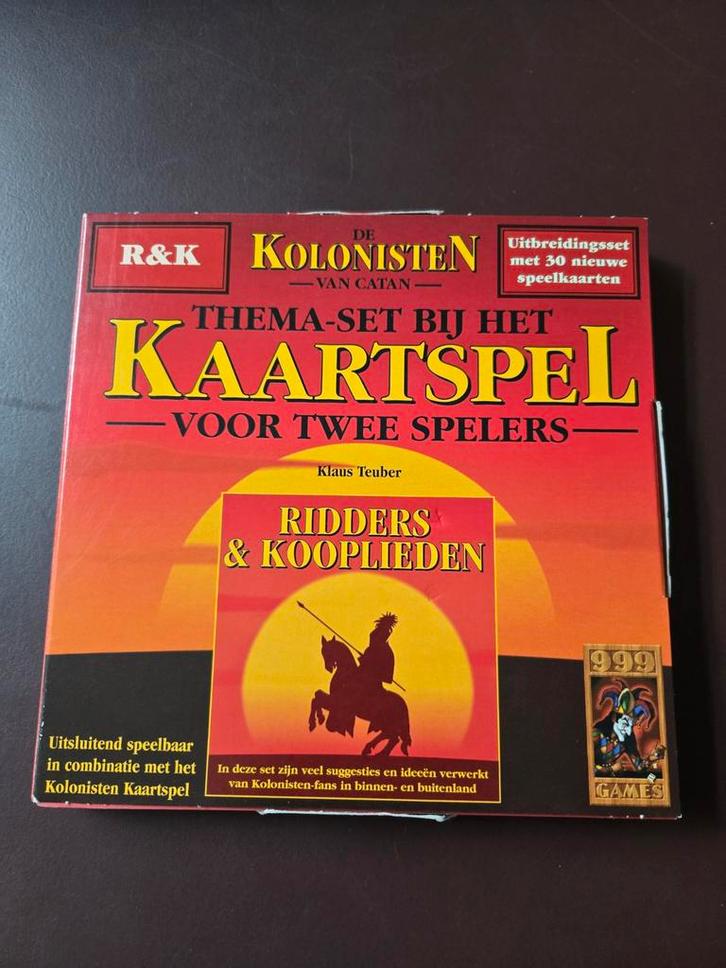 R&K
DE
KOLONISTEN
VAN CATAN
Uitbreidingsset
met 30 nieuwe
speelkaarten
THEMA-SET BIJ HET
KAARTSPEL
VOOR TWEE SPELERS
Klaus Teuber
RIDDERS
& KOOPLIEDEN
In deze set zijn veel suggesties en ideeën verwerkt
van Kolonisten-fans in binnen- en buitenland
Uitsluitend speelbaar
in combinatie met het
Kolonisten Kaartspel
999
GAMES